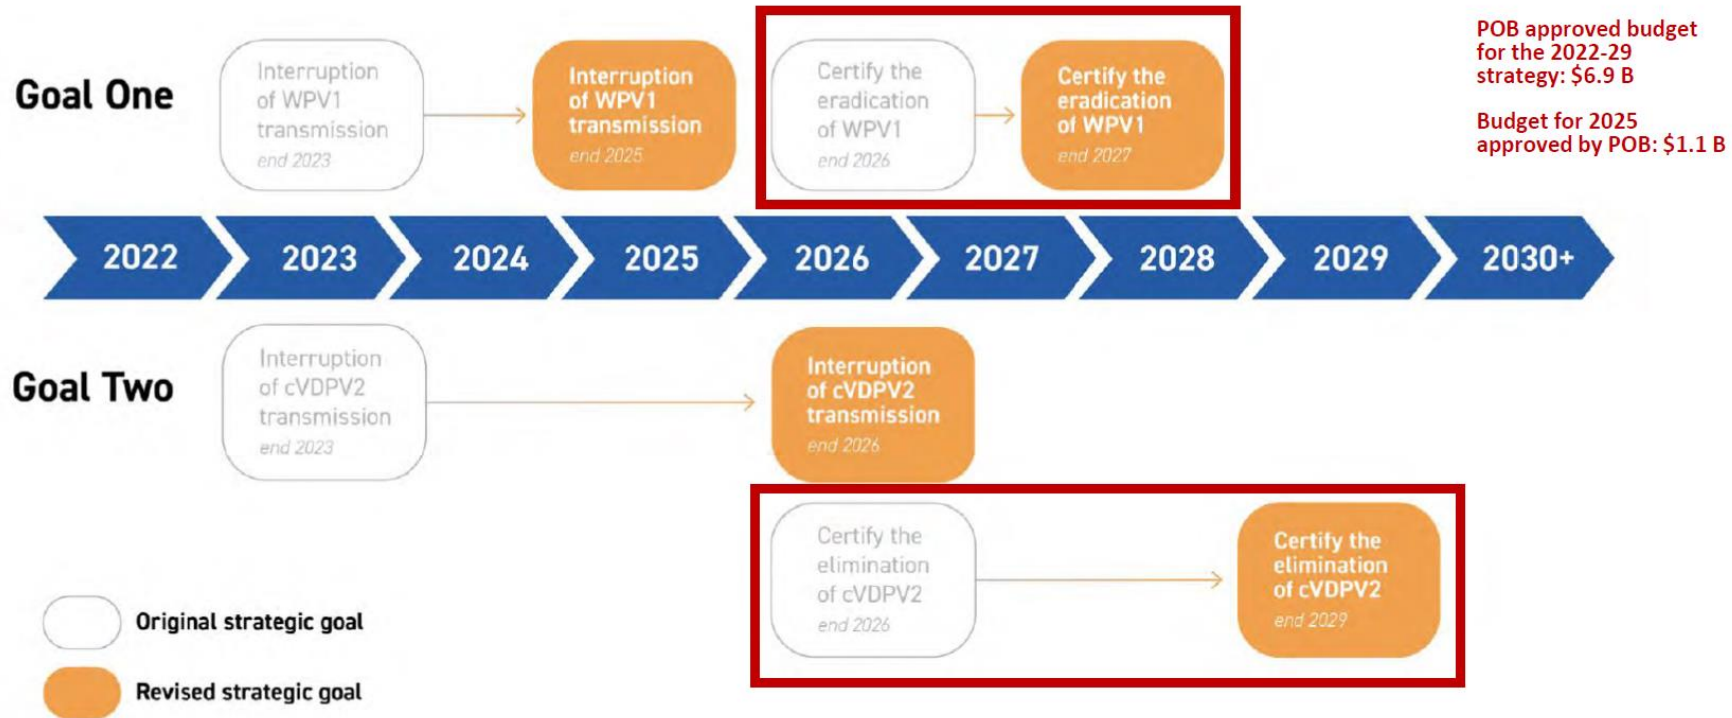 Goal One
Interruption
of WPV1
transmission
end 2023
Interruption
of WPV1
transmission
end 2025
Certify the
eradication
of WPV1
end 2026
Certify the
eradication
of WPV1
end 2027
POB approved budget
for the 2022-29
strategy: $6.9 B
Budget for 2025
approved by POB: $1.1 B
2022
2023
2024
2025
2026
2027
2028
2029
2030+
Goal Two
Interruption
of cVDPV2
transmission
end 2023
Interruption
of cVDPV2
transmission
end 2026
Certify the
elimination
of cVDPV2
end 2026
Certify the
elimination
of cVDPV2
end 2029
Original strategic goal
Revised strategic goal